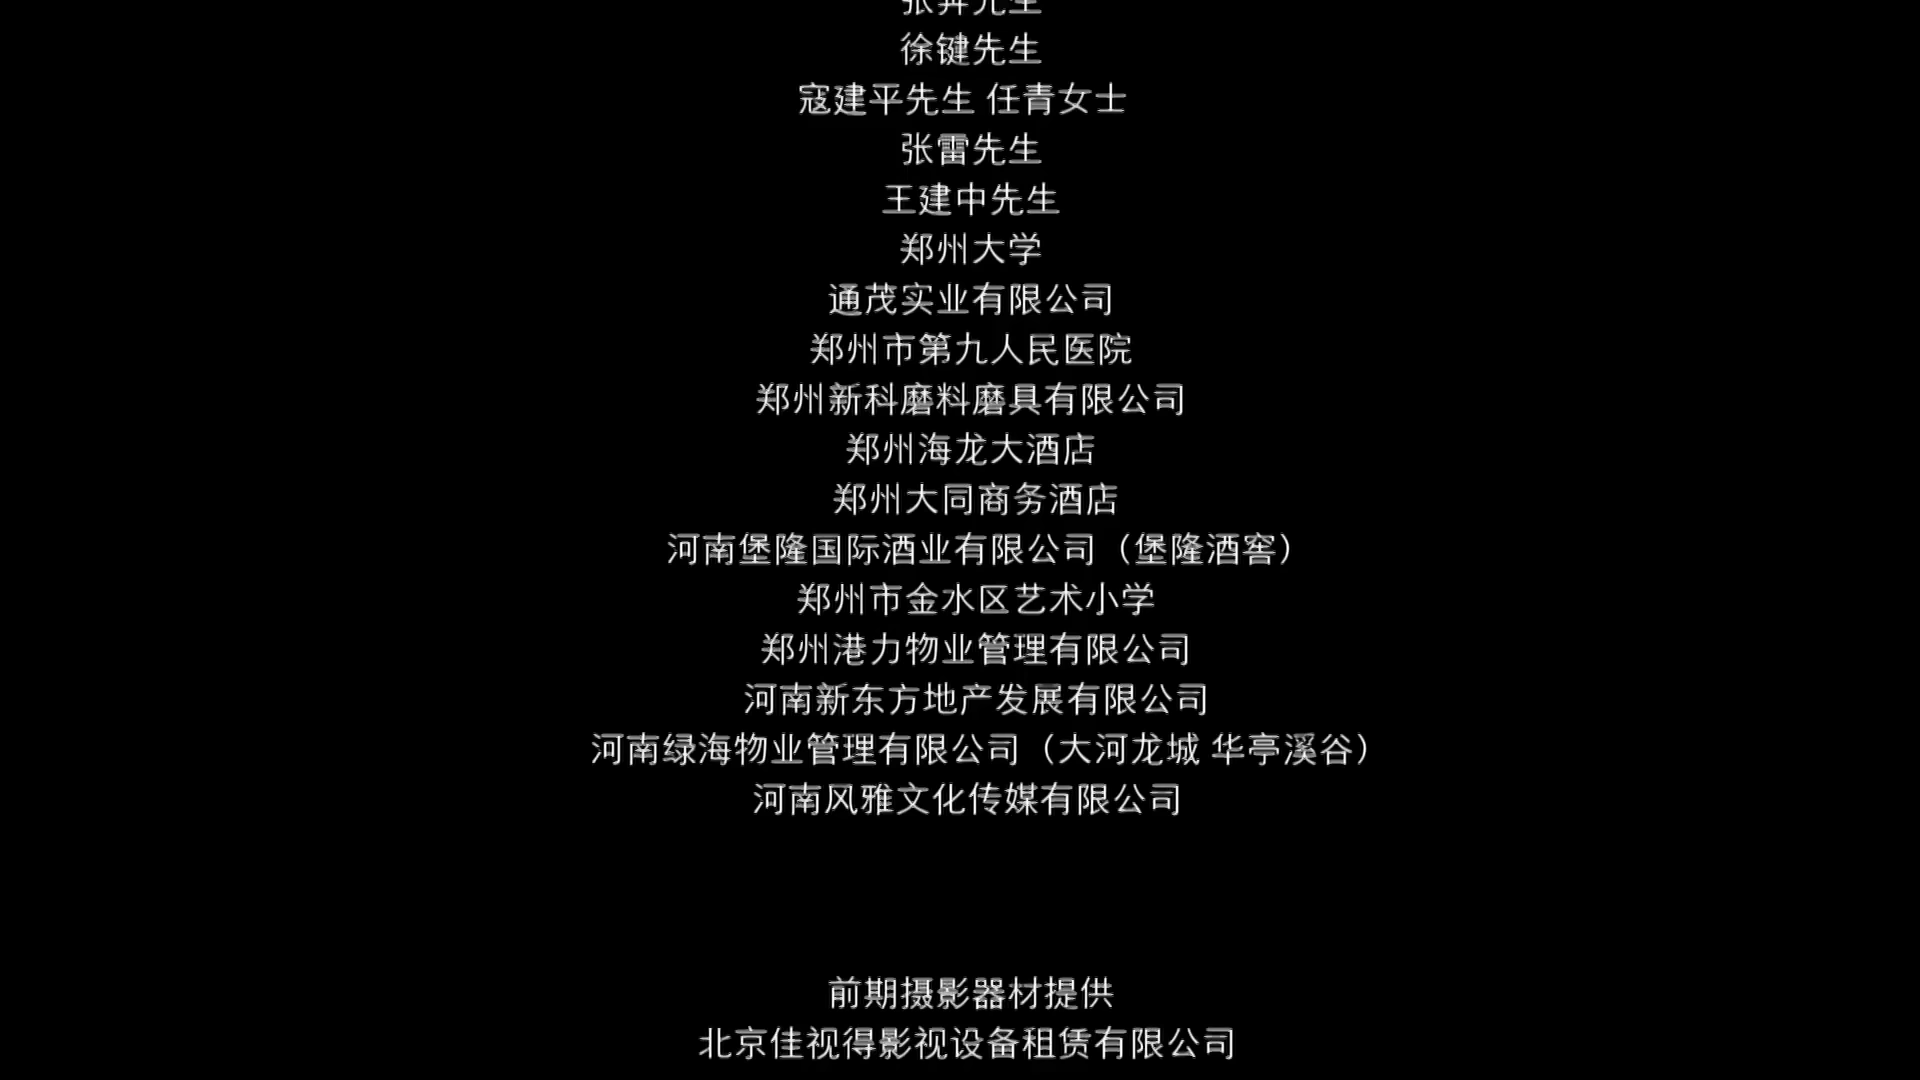 徐键先生
寇建平先生 任青女士
张雷先生
王建中先生
郑州大学
通茂实业有限公司
郑州市第九人民医院
郑州新科磨料磨具有限公司
郑州海龙大酒店
郑州大同商务酒店
河南堡隆国际酒业有限公司（堡隆酒窖）
郑州市金水区艺术小学
郑州港力物业管理有限公司
河南新东方地产发展有限公司
河南绿海物业管理有限公司（大河龙城 华亭溪谷）
河南风雅文化传媒有限公司
前期摄影器材提供
北京佳视得影视设备租赁有限公司